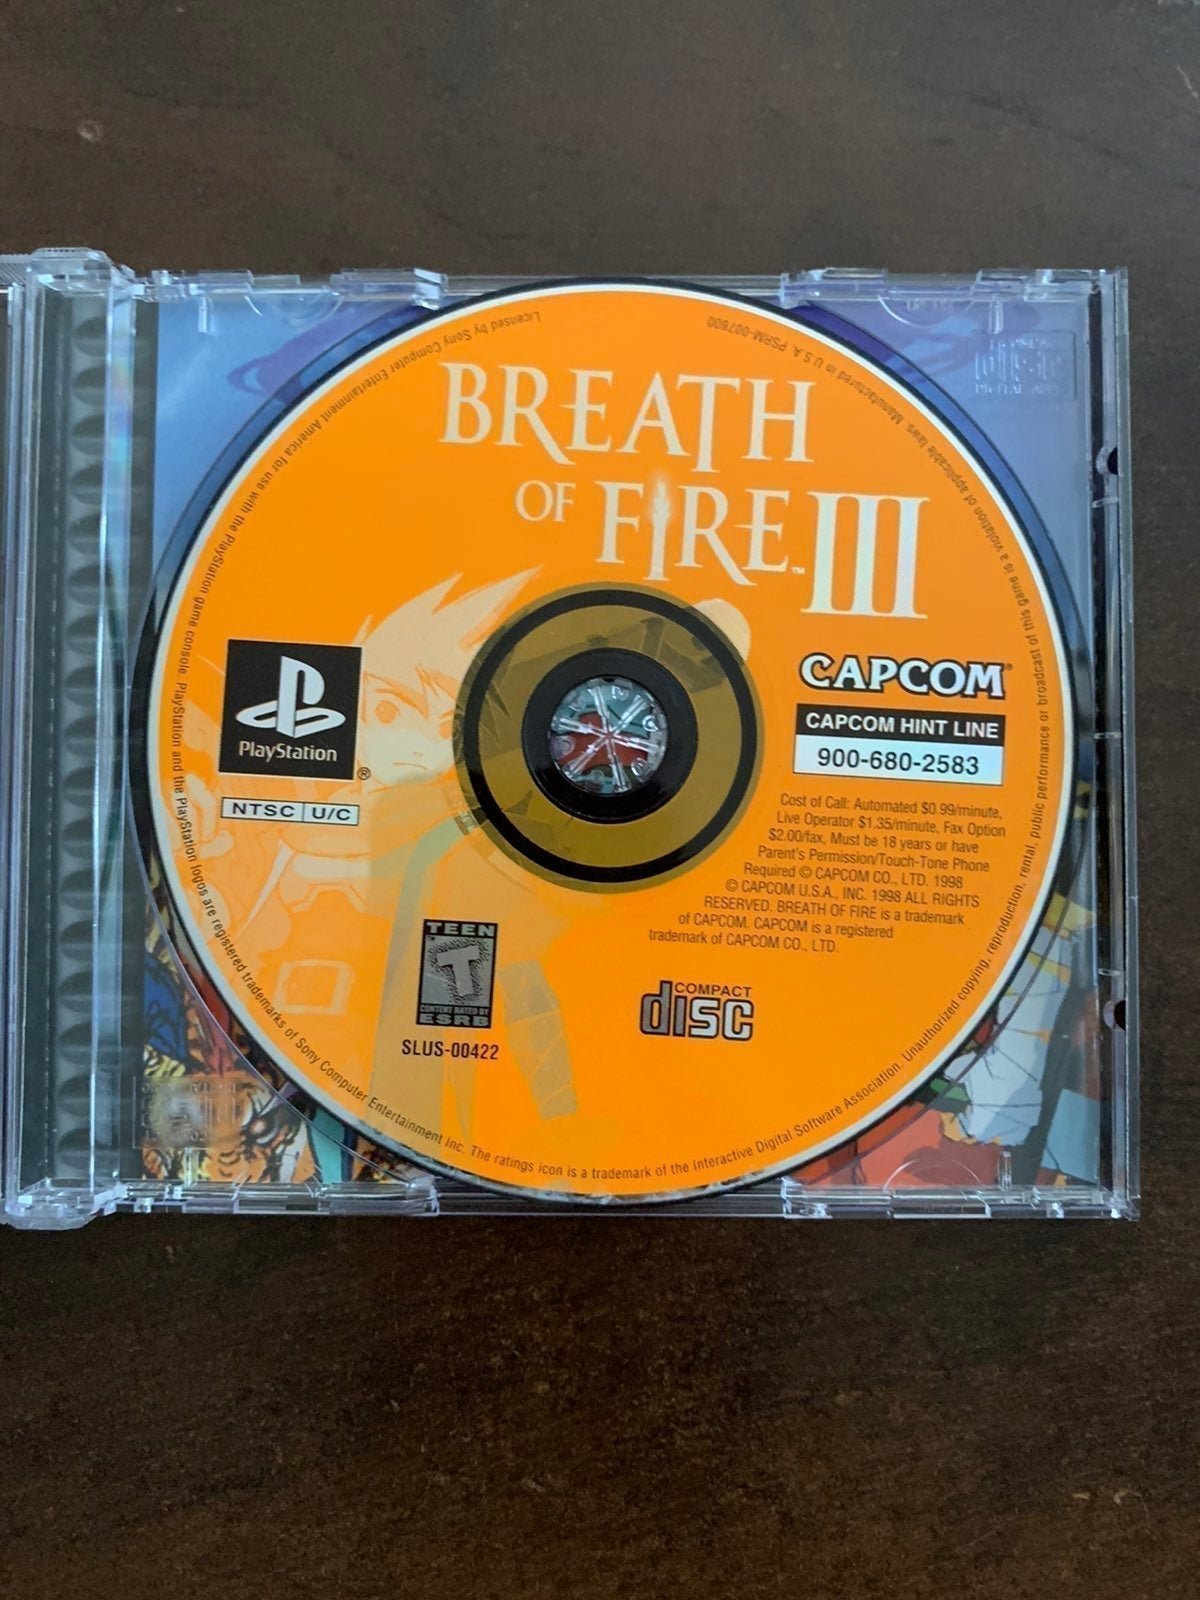 Licensed by Sony Computer Entertainment America for use with the PlayStation game console. PlayStation and the PlayStation logos are registered trademarks of Sony Computer Entertainment Inc. The ratings icon is a trademark of the Interactive Digital Software Association. Unauthorized copying, reproduction, rental, public performance or broadcast of this game is a violation of applicable laws. Manufactured in U.S.A. PSRM-007800
BREATH
OF FIRE™ III
CAPCOM®
CAPCOM HINT LINE
900-680-2583
PlayStation
®
NTSC U/C
Cost of Call: Automated $0.99/minute,
Live Operator $1.35/minute, Fax Option
$2.00/fax, Must be 18 years or have
Parent's Permission/Touch-Tone Phone
Required © CAPCOM CO., LTD. 1998
© CAPCOM U.S.A., INC. 1998 ALL RIGHTS
RESERVED. BREATH OF FIRE is a trademark
of CAPCOM. CAPCOM is a registered
trademark of CAPCOM CO., LTD.
TEEN
T
CONTENT RATED BY
ESRB
SLUS-00422
COMPACT
disc